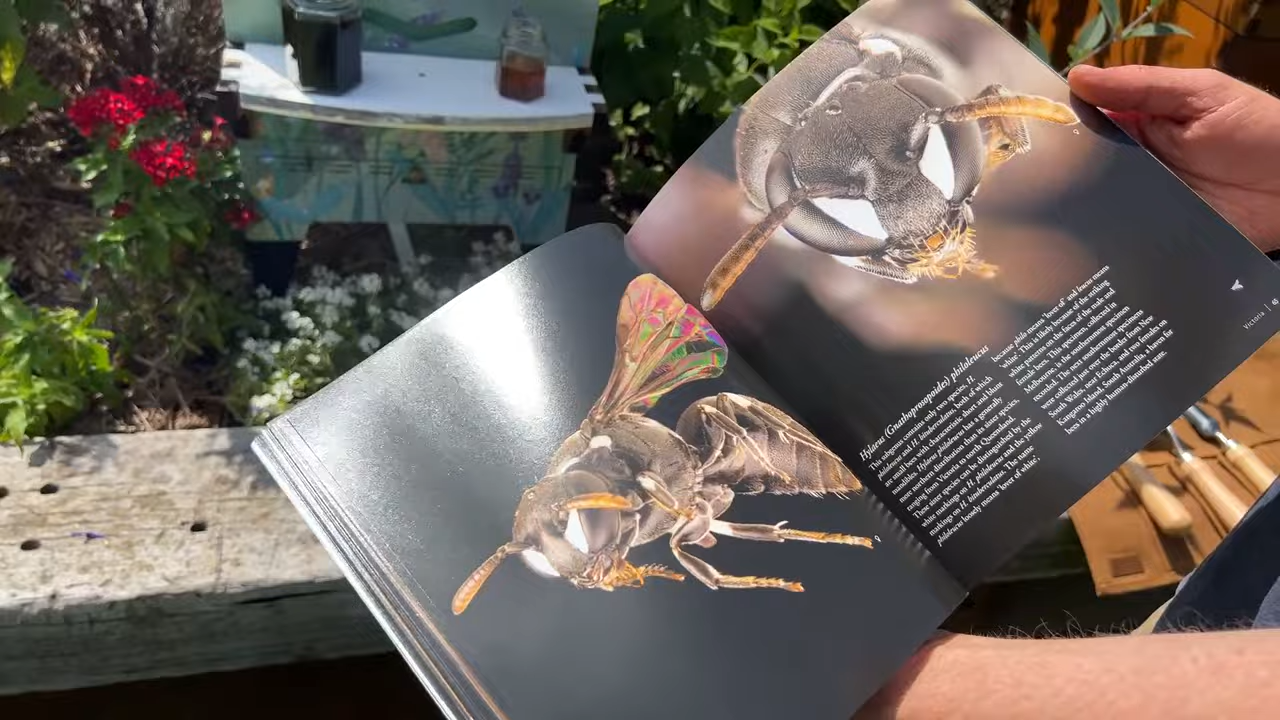 Hylaeus (Gnathoprosopoides) philoleucus
This subgenus contains only two species, H.
philoleucus and H. bituberculatus, both of which
are small bees with characteristic short and blunt
mandibles. Hylaeus philoleucus has a generally
more northern distribution than its sister species,
ranging from Victoria to north Queensland.
These sister species can be distinguished by the
white markings on H. philoleucus and the yellow
markings on H. bituberculatus. The name
philoleucus loosely means 'lover of white',
because philo means 'lover of' and leucus means
'white'. This is likely because of the striking
white patterns on the faces of the male and
female bees. This specimen, collected in
Melbourne, is the southernmost specimen
recorded. The next southernmost specimens
were collected just over the border from New
South Wales, near Echuca, and two females on
Kangaroo Island, South Australia, a haven for
bees in a highly human-disturbed state.
Victoria |
♀
♀